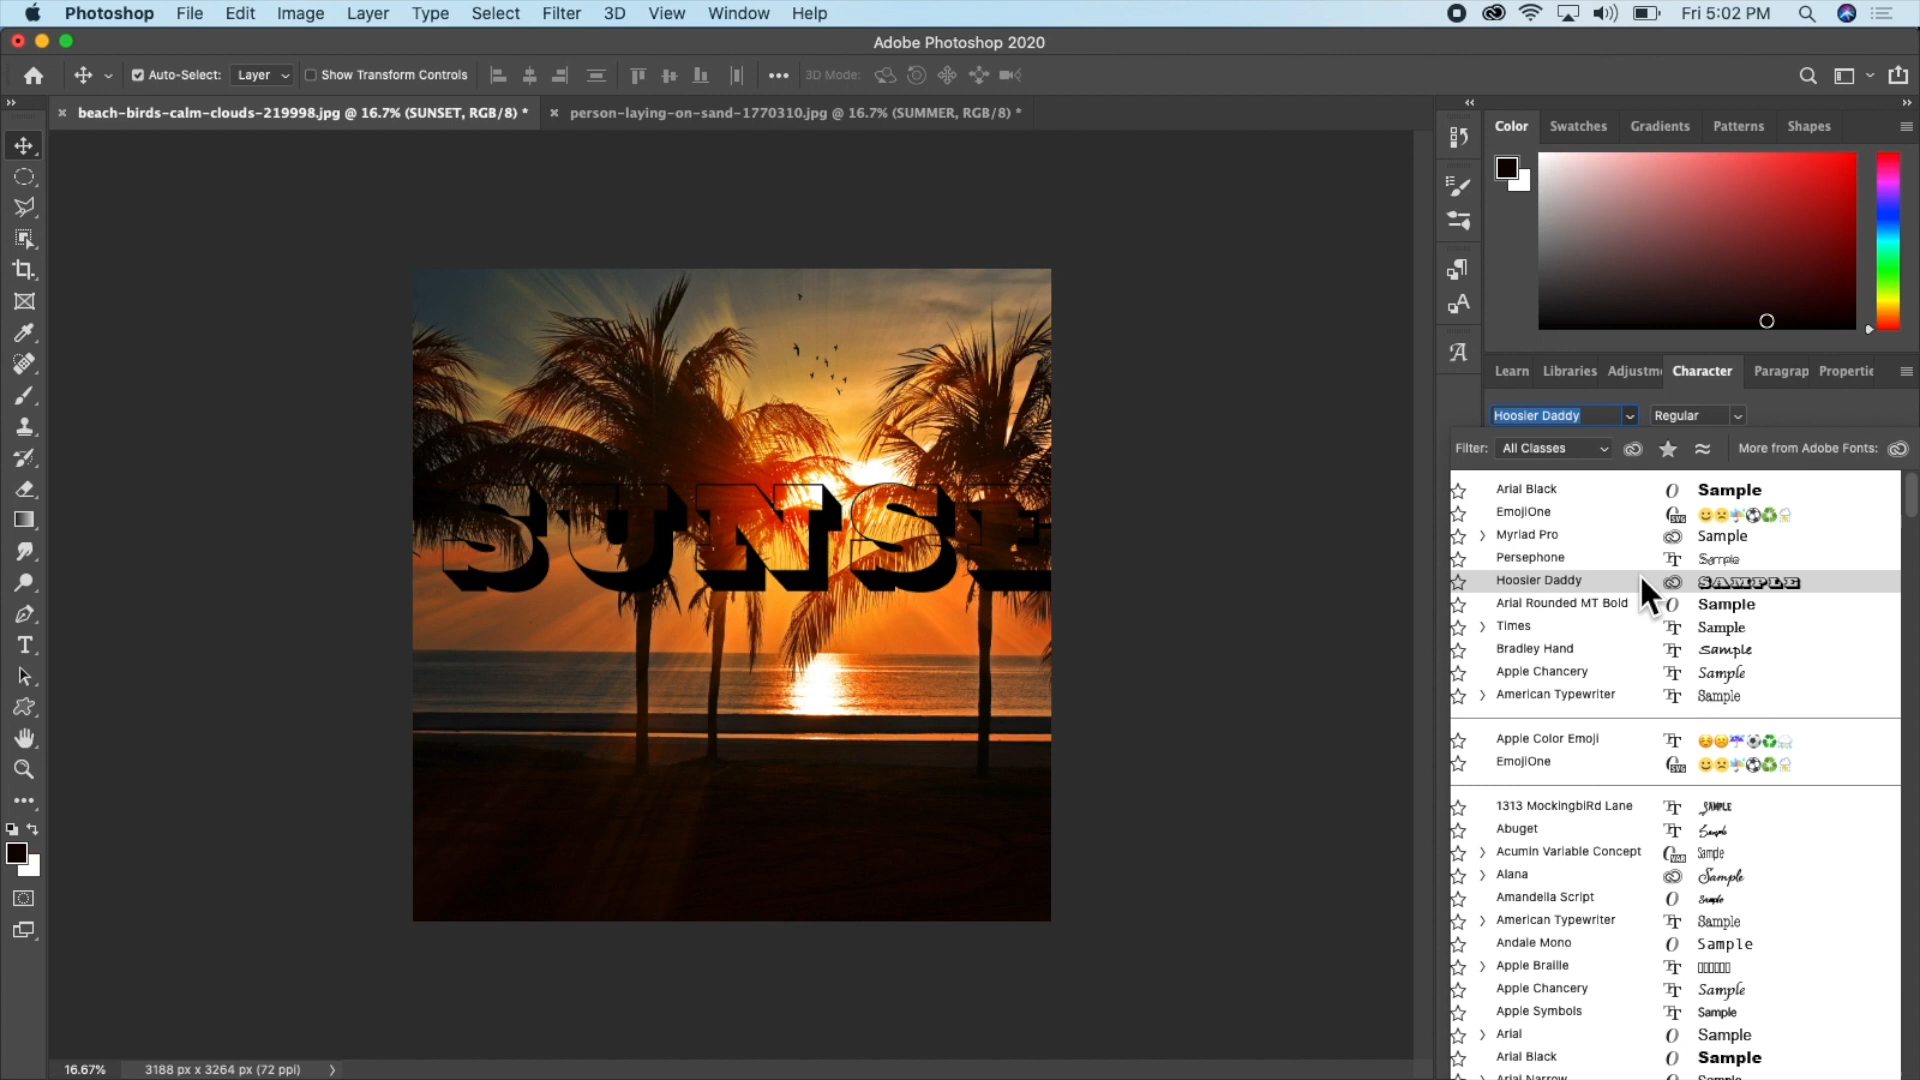 Photoshop File Edit Image Layer Type Select Filter 3D View Window Help Fri 5:02 PM
Adobe Photoshop 2020
Auto-Select: Layer Show Transform Controls 3D Mode:
beach-birds-calm-clouds-219998.jpg @ 16.7% (SUNSET, RGB/8) * person-laying-on-sand-1770310.jpg @ 16.7% (SUMMER, RGB/8) *
Color Swatches Gradients Patterns Shapes
Learn Libraries Adjustme Character Paragrap Propertie
Hoosier Daddy Regular
Filter: All Classes More from Adobe Fonts:
Arial Black Sample
EmojiOne
Myriad Pro Sample
Persephone Sample
Hoosier Daddy SAMPLE
Arial Rounded MT Bold Sample
Times Sample
Bradley Hand Sample
Apple Chancery Sample
American Typewriter Sample
Apple Color Emoji
EmojiOne
1313 MockingbiRd Lane SAMPLE
Abuget Sample
Acumin Variable Concept Sample
Alana Sample
Amandella Script Sample
American Typewriter Sample
Andale Mono Sample
Apple Braille
Apple Chancery Sample
Apple Symbols Sample
Arial Sample
Arial Black Sample
Arial Narrow Sample
SUNSE
16.67% 3188 px x 3264 px (72 ppi)